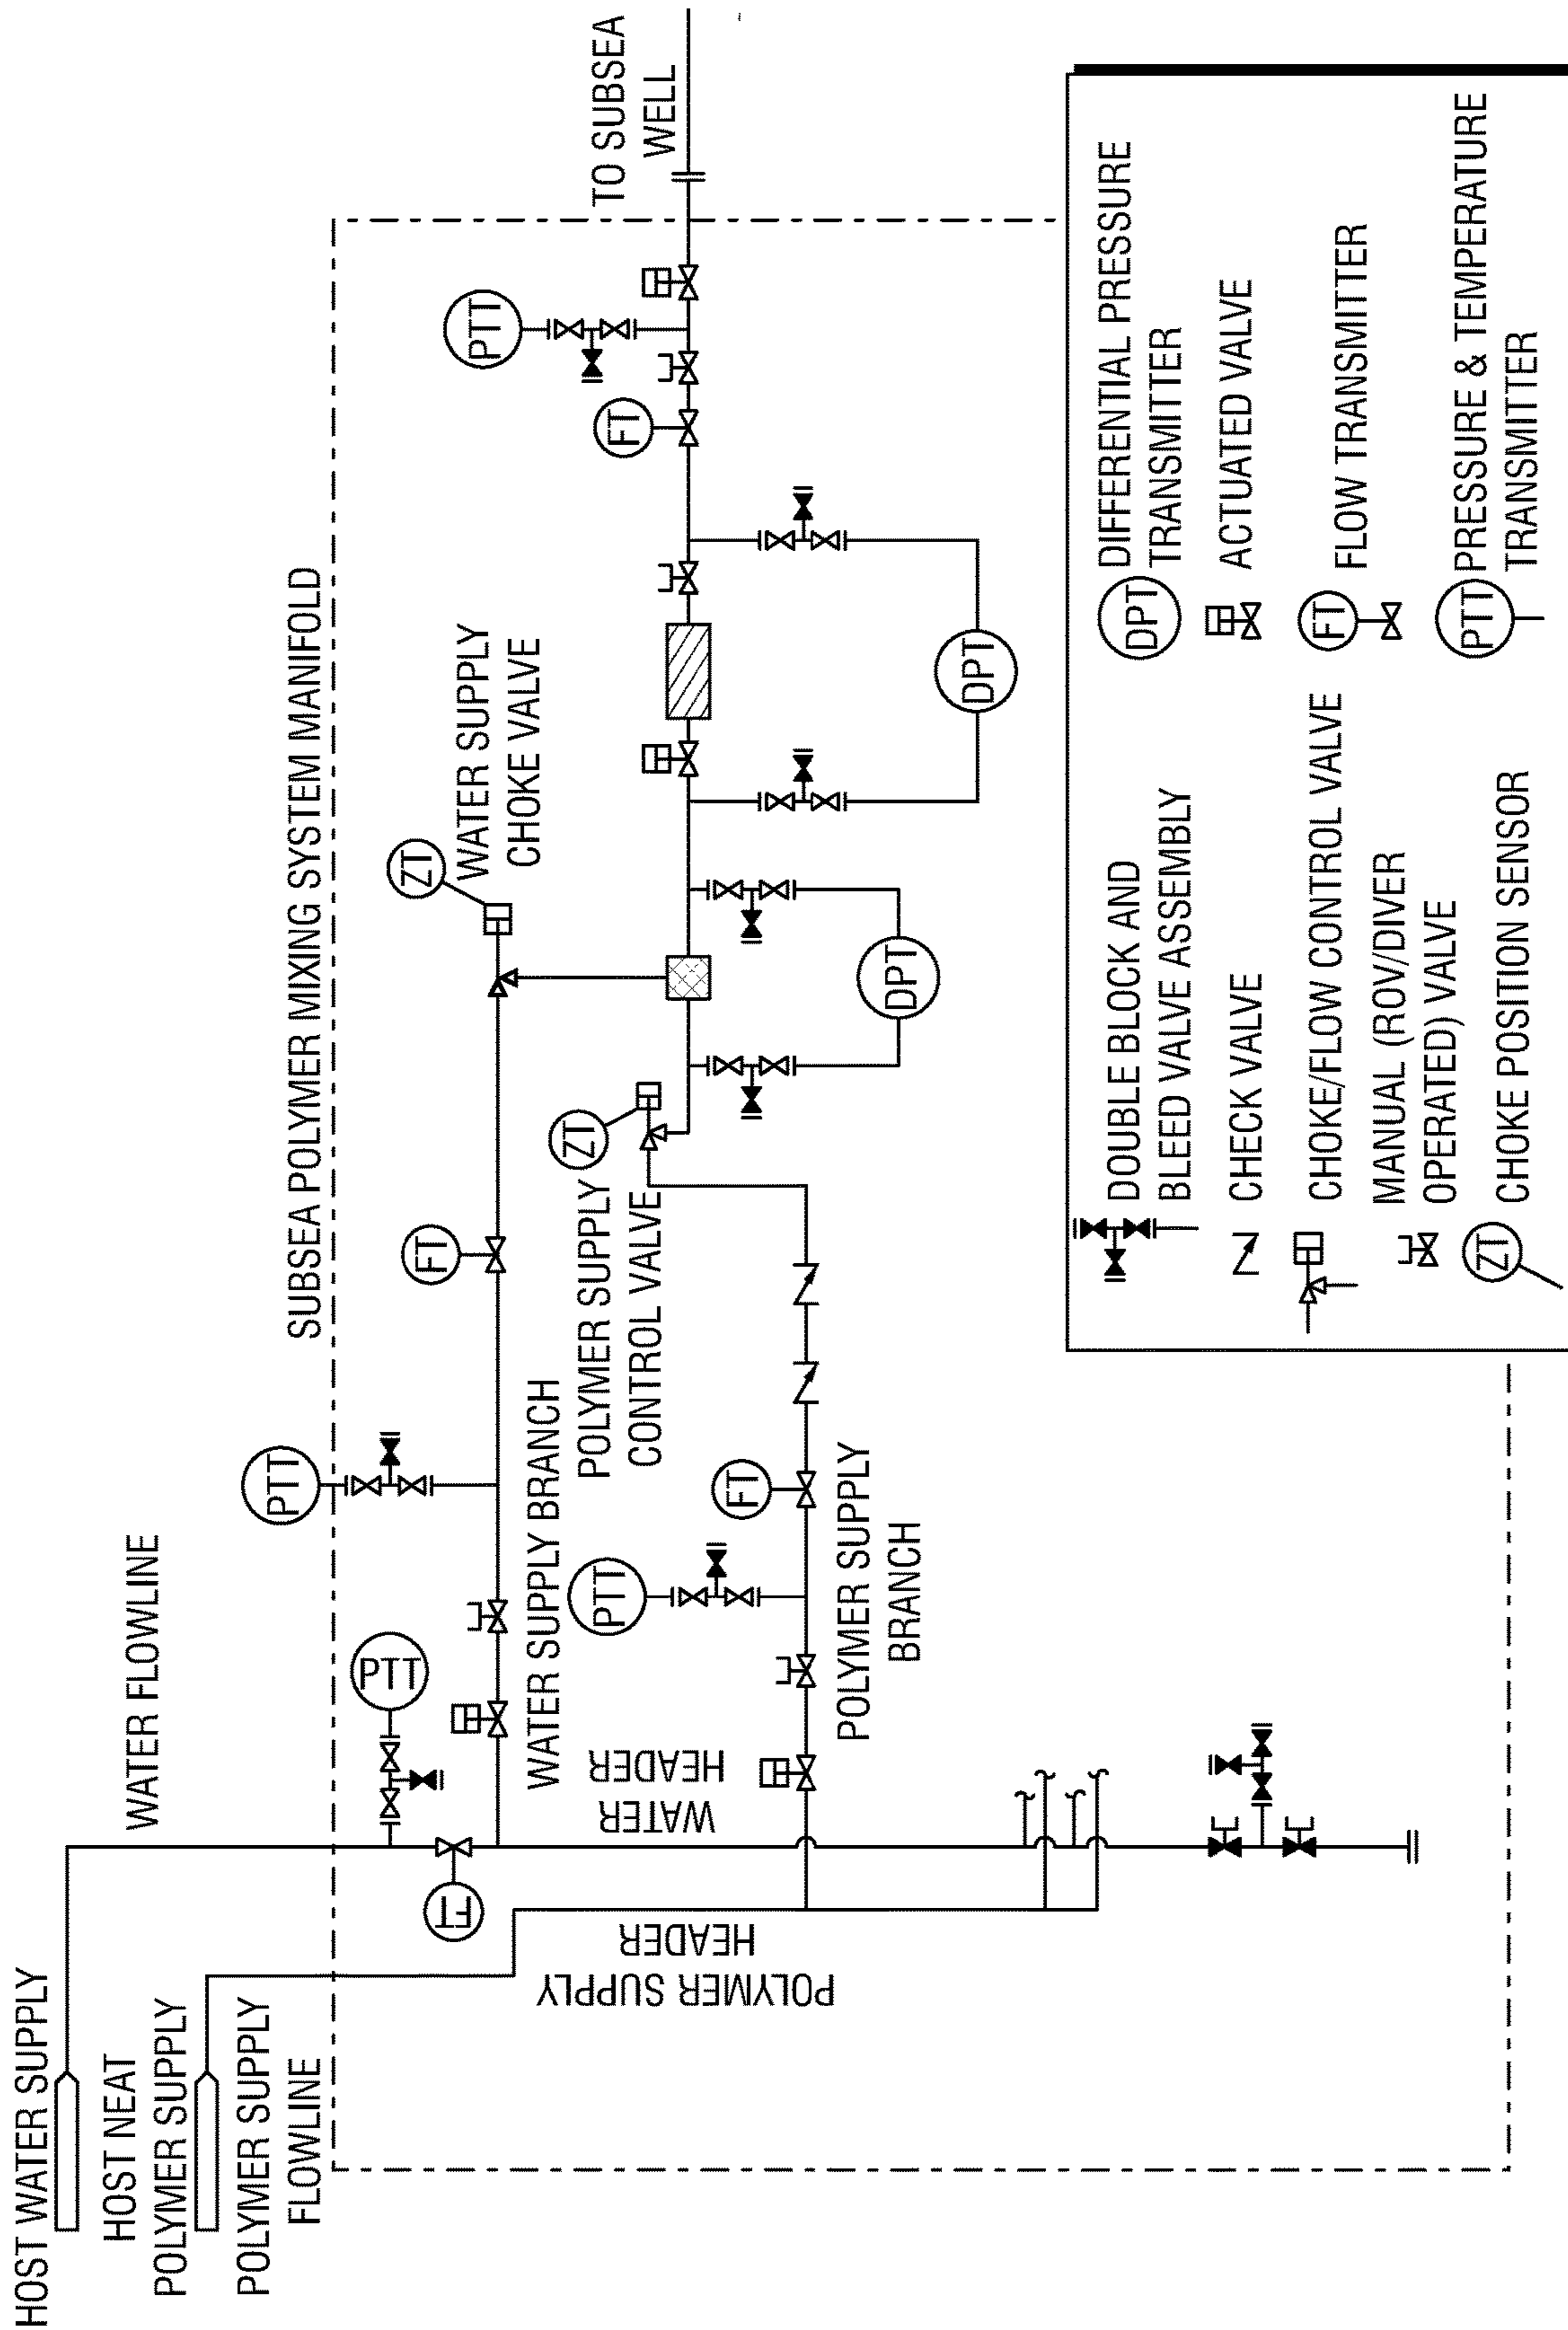 HOST WATER SUPPLY
HOST NEAT
POLYMER SUPPLY
POLYMER SUPPLY
FLOWLINE
WATER FLOWLINE
SUBSEA POLYMER MIXING SYSTEM MANIFOLD
TO SUBSEA
WELL
PTT
PTT
PTT
FT
FT
ZT
WATER SUPPLY
CHOKE VALVE
FT
WATER SUPPLY BRANCH
POLYMER SUPPLY
CONTROL VALVE
ZT
WATER
HEADER
PTT
FT
POLYMER SUPPLY
BRANCH
POLYMER SUPPLY
HEADER
DPT
DPT
DOUBLE BLOCK AND
BLEED VALVE ASSEMBLY
CHECK VALVE
CHOKE/FLOW CONTROL VALVE
MANUAL (ROV/DIVER
OPERATED) VALVE
ZT
CHOKE POSITION SENSOR
DPT
DIFFERENTIAL PRESSURE
TRANSMITTER
ACTUATED VALVE
FT
FLOW TRANSMITTER
PTT
PRESSURE & TEMPERATURE
TRANSMITTER